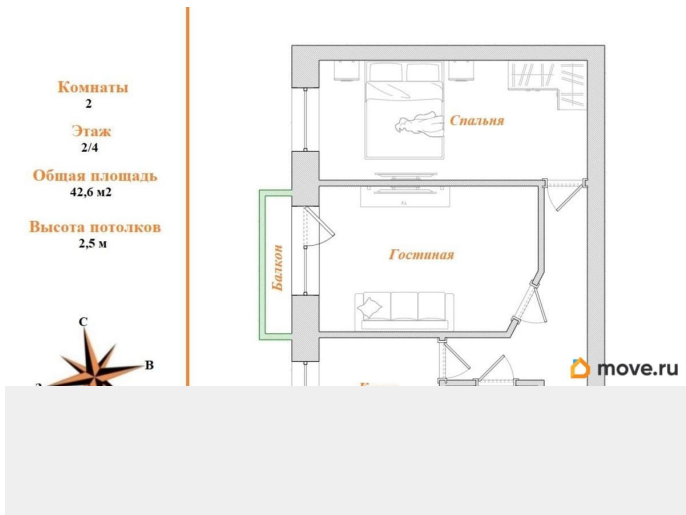 Комнаты
2
Этаж
2/4
Общая площадь
42,6 м2
Высота потолков
2,5 м
С
В
Спальня
Гостиная
Балкон
move.ru